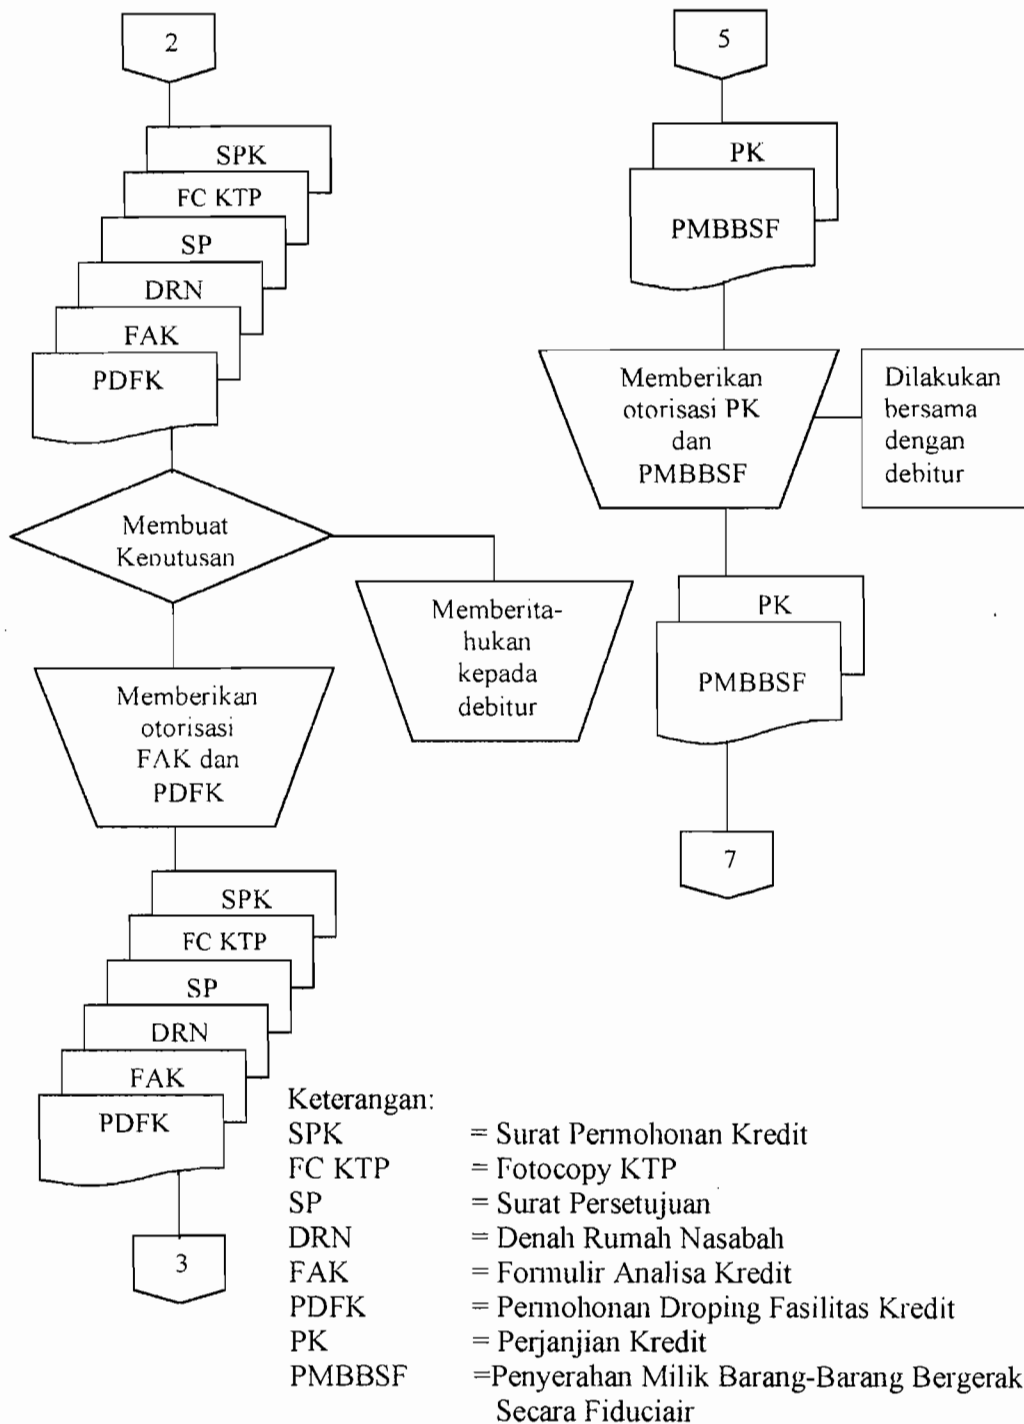 2
SPK
FC KTP
SP
DRN
FAK
PDFK
Membuat
Keputusan
Memberita-
hukan
kepada
debitur
Memberikan
otorisasi
FAK dan
PDFK
SPK
FC KTP
SP
DRN
FAK
PDFK
3
5
PK
PMBBSF
Memberikan
otorisasi PK
dan
PMBBSF
Dilakukan
bersama
dengan
debitur
PK
PMBBSF
7
Keterangan:
SPK = Surat Permohonan Kredit
FC KTP = Fotocopy KTP
SP = Surat Persetujuan
DRN = Denah Rumah Nasabah
FAK = Formulir Analisa Kredit
PDFK = Permohonan Droping Fasilitas Kredit
PK = Perjanjian Kredit
PMBBSF =Penyerahan Milik Barang-Barang Bergerak
Secara Fiduciair